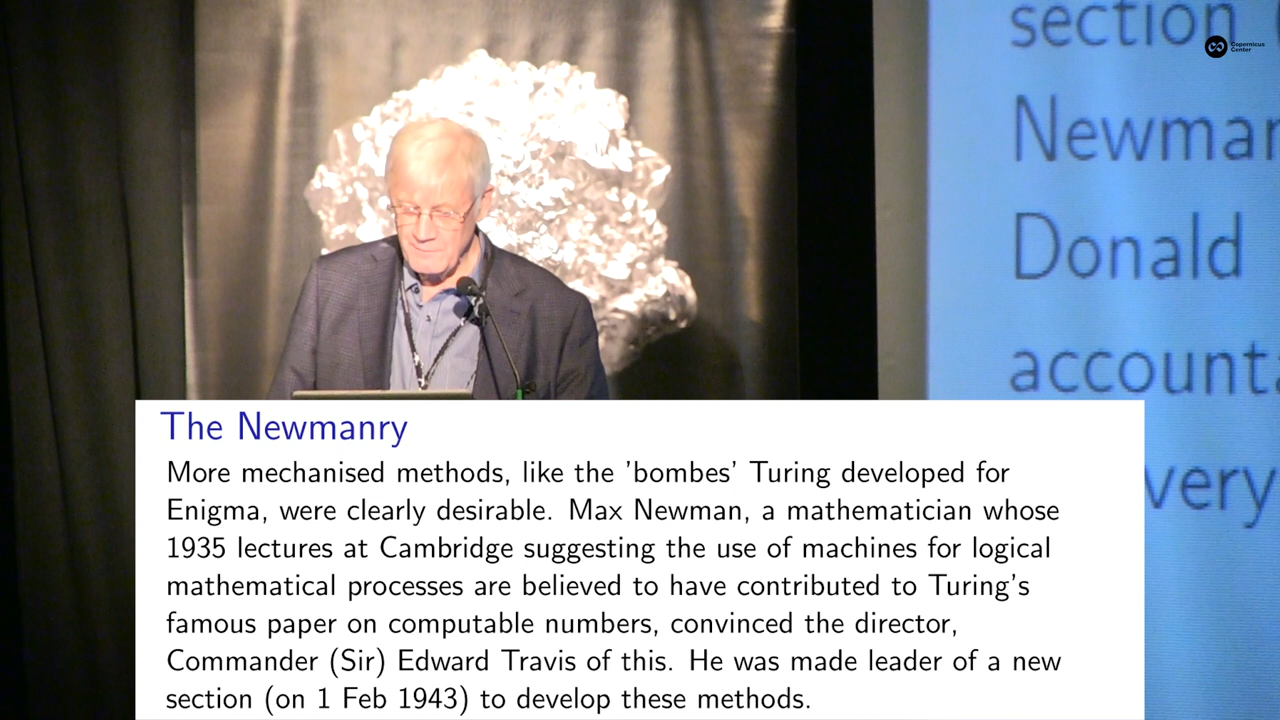 section
Copernicus
Center
Newman
Donald
account
very
The Newmanry
More mechanised methods, like the 'bombes' Turing developed for
Enigma, were clearly desirable. Max Newman, a mathematician whose
1935 lectures at Cambridge suggesting the use of machines for logical
mathematical processes are believed to have contributed to Turing's
famous paper on computable numbers, convinced the director,
Commander (Sir) Edward Travis of this. He was made leader of a new
section (on 1 Feb 1943) to develop these methods.